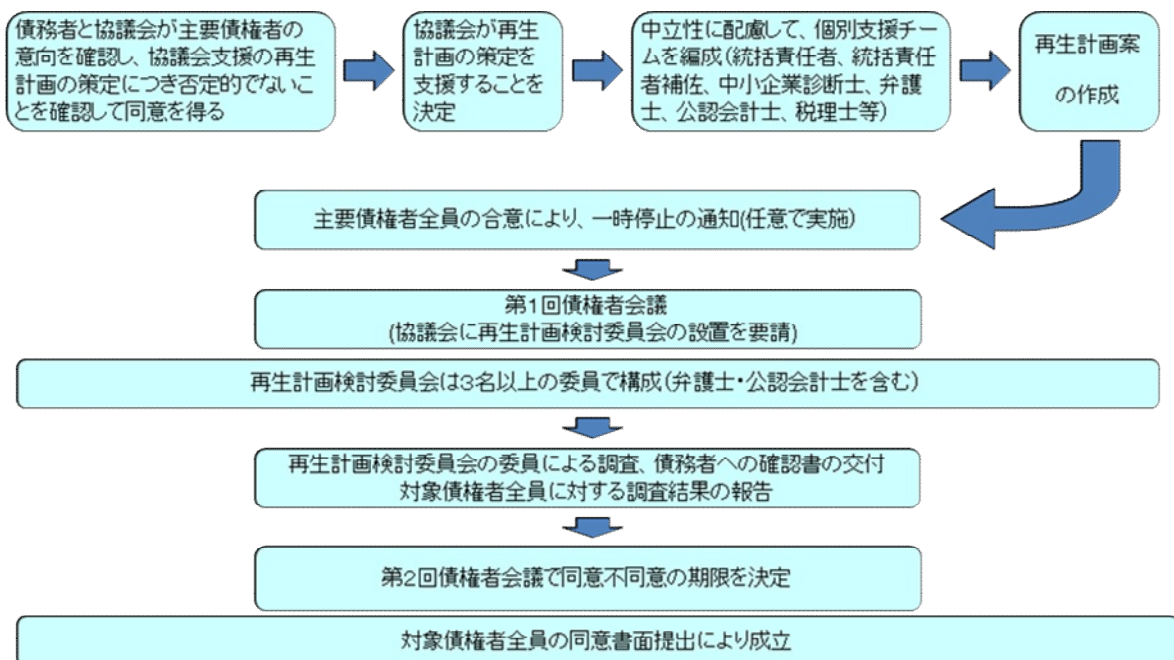 債務者と協議会が主要債権者の
意向を確認し、協議会支援の再生
計画の策定につき否定的でないこ
とを確認して同意を得る
協議会が再生
計画の策定を
支援することを
決定
中立性に配慮して、個別支援チー
ムを編成(統括責任者、統括責任
者補佐、中小企業診断士、弁護
士、公認会計士、税理士等)
再生計画案
の作成
主要債権者全員の合意により、一時停止の通知(任意で実施)
第1回債権者会議
(協議会に再生計画検討委員会の設置を要請)
再生計画検討委員会は3名以上の委員で構成(弁護士・公認会計士を含む)
再生計画検討委員会の委員による調査、債務者への確認書の交付
対象債権者全員に対する調査結果の報告
第2回債権者会議で同意不同意の期限を決定
対象債権者全員の同意書面提出により成立